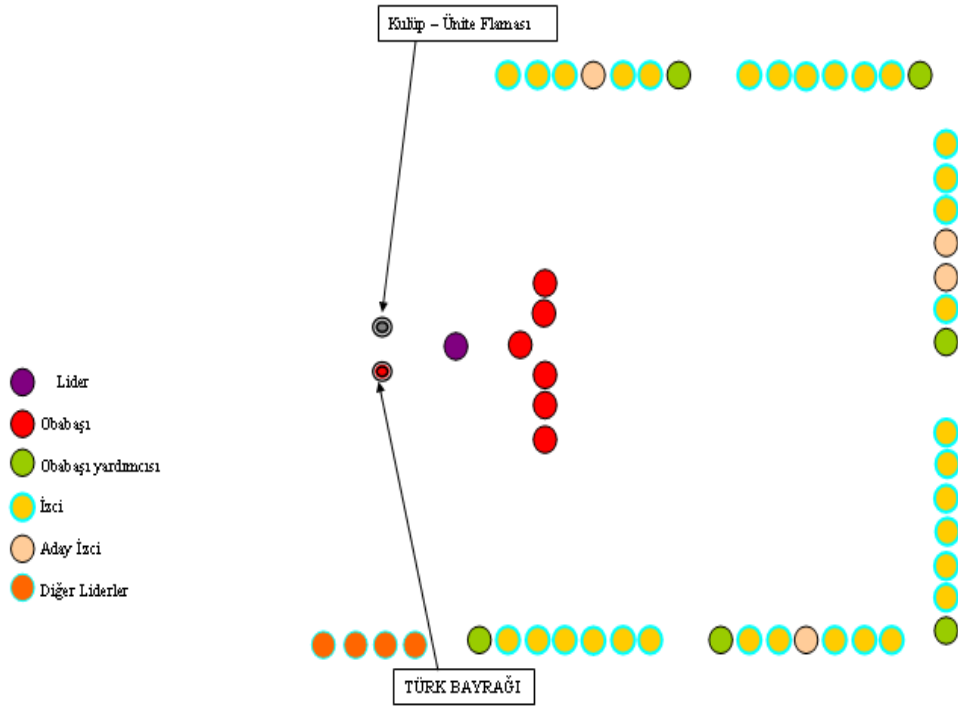 Kulüp – Ünite Flaması
Lider
Obabaşı
Obabaşı yardımcısı
İzci
Aday İzci
Diğer Liderler
TÜRK BAYRAĞI